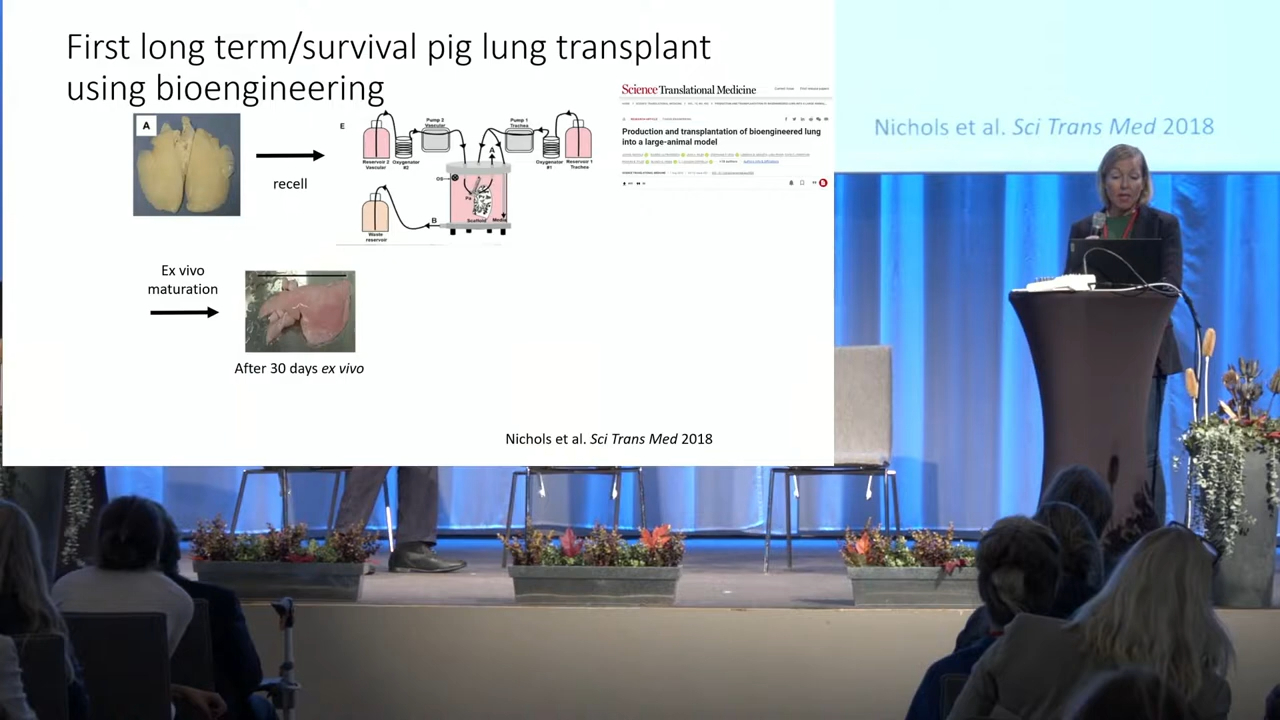 First long term/survival pig lung transplant
using bioengineering
A
recell
E
Pump 2
Vascular
Pump 1
Trachea
A
Reservoir 2
Vascular
Oxygenator
#2
Oxygenator
#1
Reservoir 1
Trachea
Pa
Scaffold
Media
B
Waste
reservoir
Science Translational Medicine
Production and transplantation of bioengineered lung
into a large-animal model
Ex vivo
maturation
After 30 days ex vivo
Nichols et al. Sci Trans Med 2018
Nichols et al. Sci Trans Med 2018